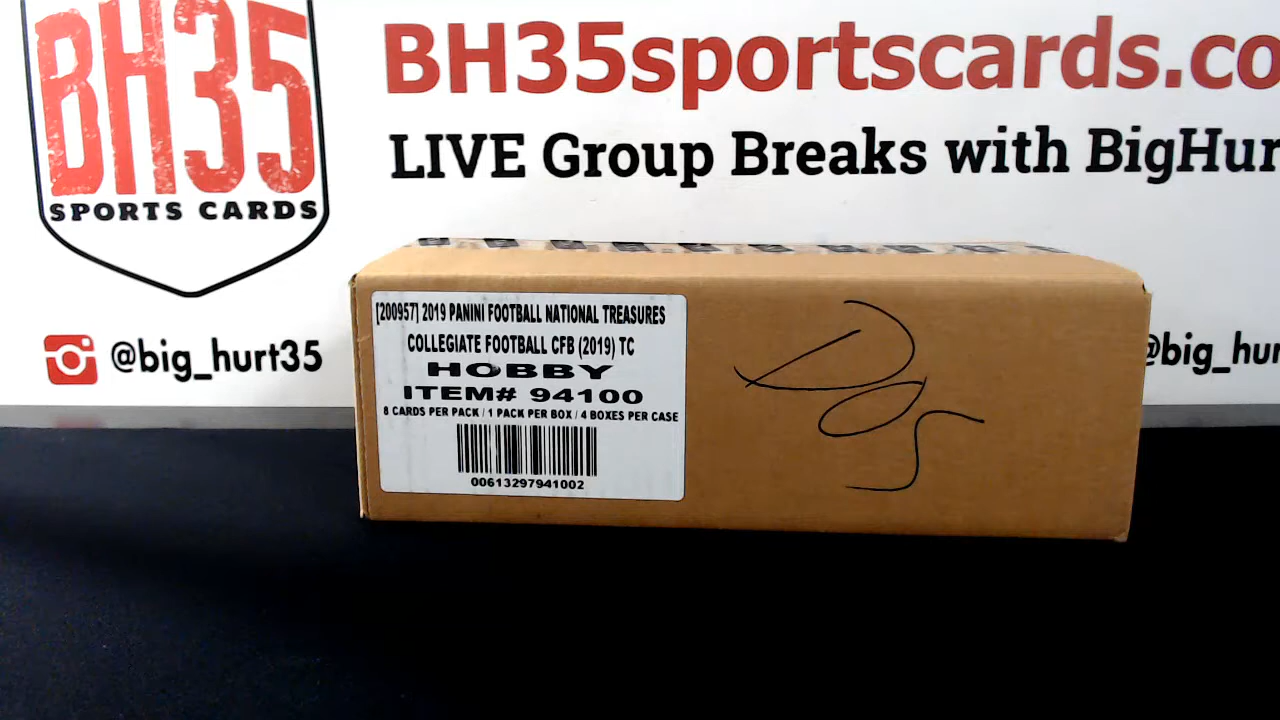 BH35
SPORTS CARDS
BH35sportscards.co
LIVE Group Breaks with BigHur
@big_hurt35
@big_hur
[200957] 2019 PANINI FOOTBALL NATIONAL TREASURES
COLLEGIATE FOOTBALL CFB (2019) TC
HOBBY
ITEM# 94100
8 CARDS PER PACK / 1 PACK PER BOX / 4 BOXES PER CASE
00613297941002